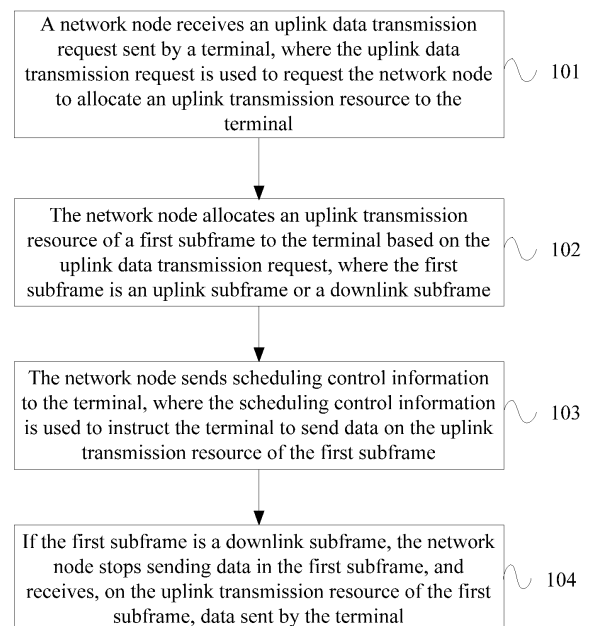 A network node receives an uplink data transmission
request sent by a terminal, where the uplink data
transmission request is used to request the network node
to allocate an uplink transmission resource to the
terminal
101
The network node allocates an uplink transmission
resource of a first subframe to the terminal based on the
uplink data transmission request, where the first
subframe is an uplink subframe or a downlink subframe
102
The network node sends scheduling control information
to the terminal, where the scheduling control information
is used to instruct the terminal to send data on the uplink
transmission resource of the first subframe
103
If the first subframe is a downlink subframe, the network
node stops sending data in the first subframe, and
receives, on the uplink transmission resource of the first
subframe, data sent by the terminal
104